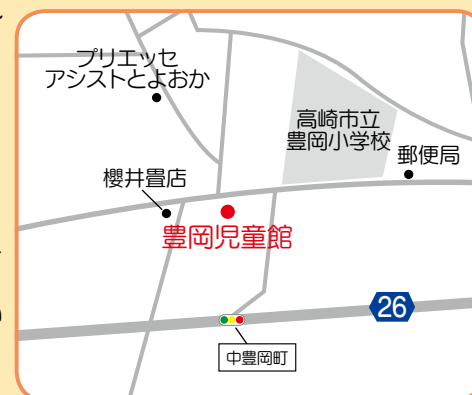 プリエッセ
アシストとよおか
高崎市立
豊岡小学校
郵便局
櫻井畳店
豊岡児童館
26
中豊岡町